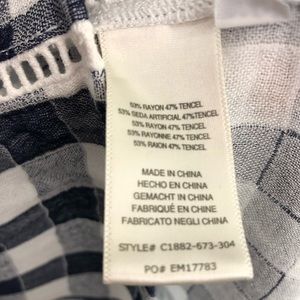 53% RAYON 47% TENCEL
53% SEDA ARTIFICIAL 47% TENCEL
53% RAYON 47% TENCEL
53% RAYONNE 47% TENCEL
53% RAION 47% TENCEL
MADE IN CHINA
HECHO EN CHINA
GEMACHT IN CHINA
FABRIQUÉ EN CHINE
FABRICATO NEGLI CHINA
STYLE# C1882-673-304
PO# EM17783